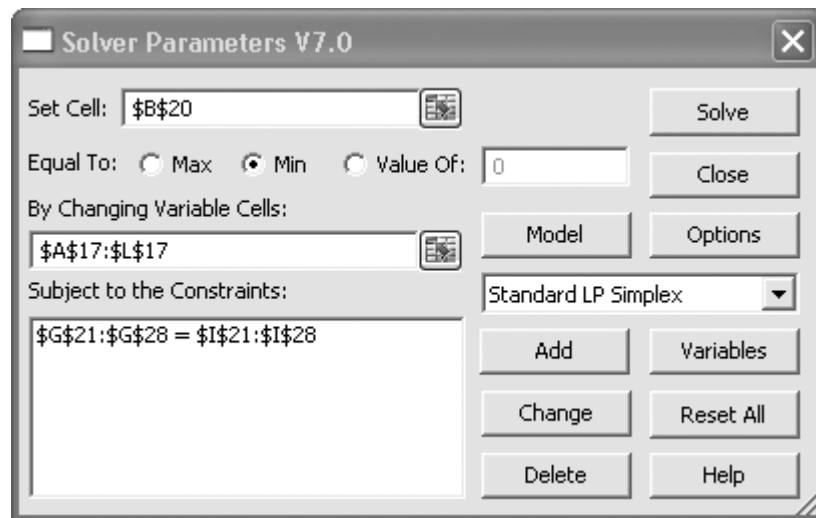 Solver Parameters V7.0
Set Cell: $B$20
Solve
Equal To: Max Min Value Of: 0
Close
By Changing Variable Cells:
$A$17:$L$17
Model
Options
Subject to the Constraints:
Standard LP Simplex
$G$21:$G$28 = $I$21:$I$28
Add
Variables
Change
Reset All
Delete
Help